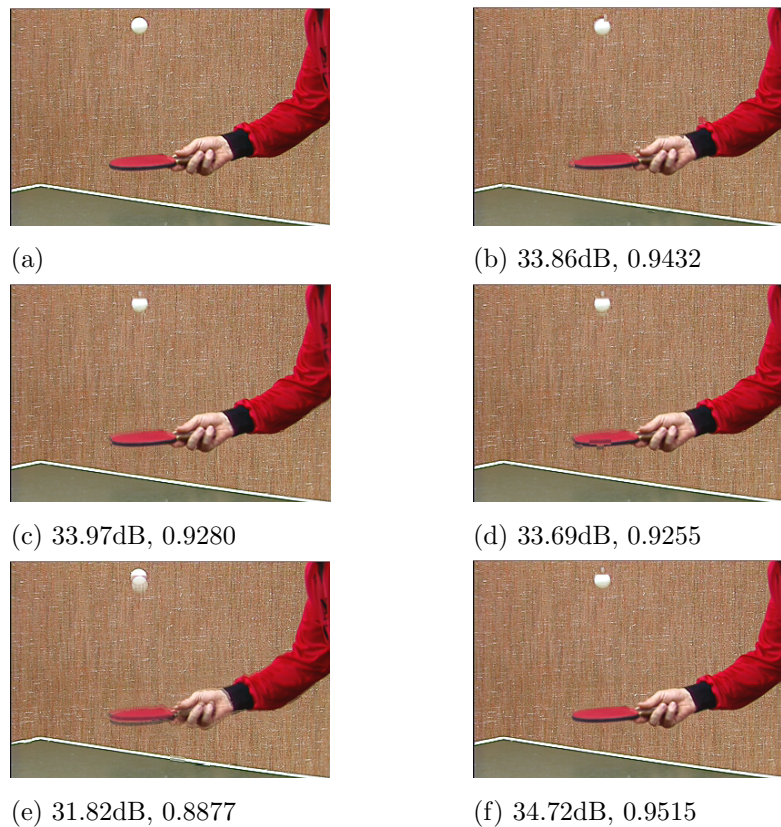 (a)
(b) 33.86dB, 0.9432
(c) 33.97dB, 0.9280
(d) 33.69dB, 0.9255
(e) 31.82dB, 0.8877
(f) 34.72dB, 0.9515